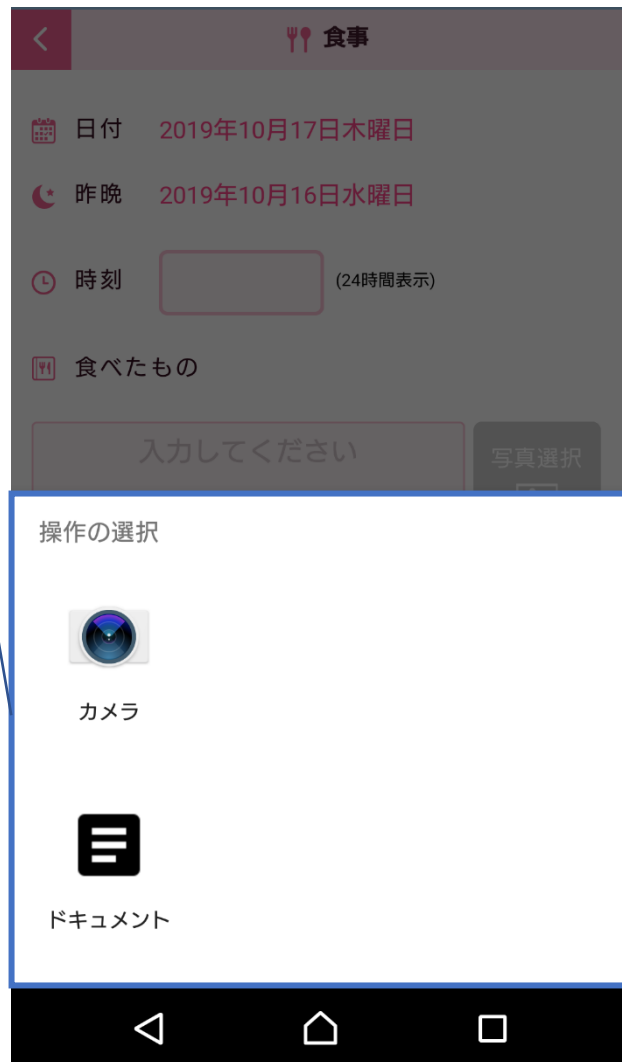 食事
日付 2019年10月17日木曜日
昨晩 2019年10月16日水曜日
時刻 (24時間表示)
食べたもの
入力してください 写真選択
操作の選択
カメラ
ドキュメント